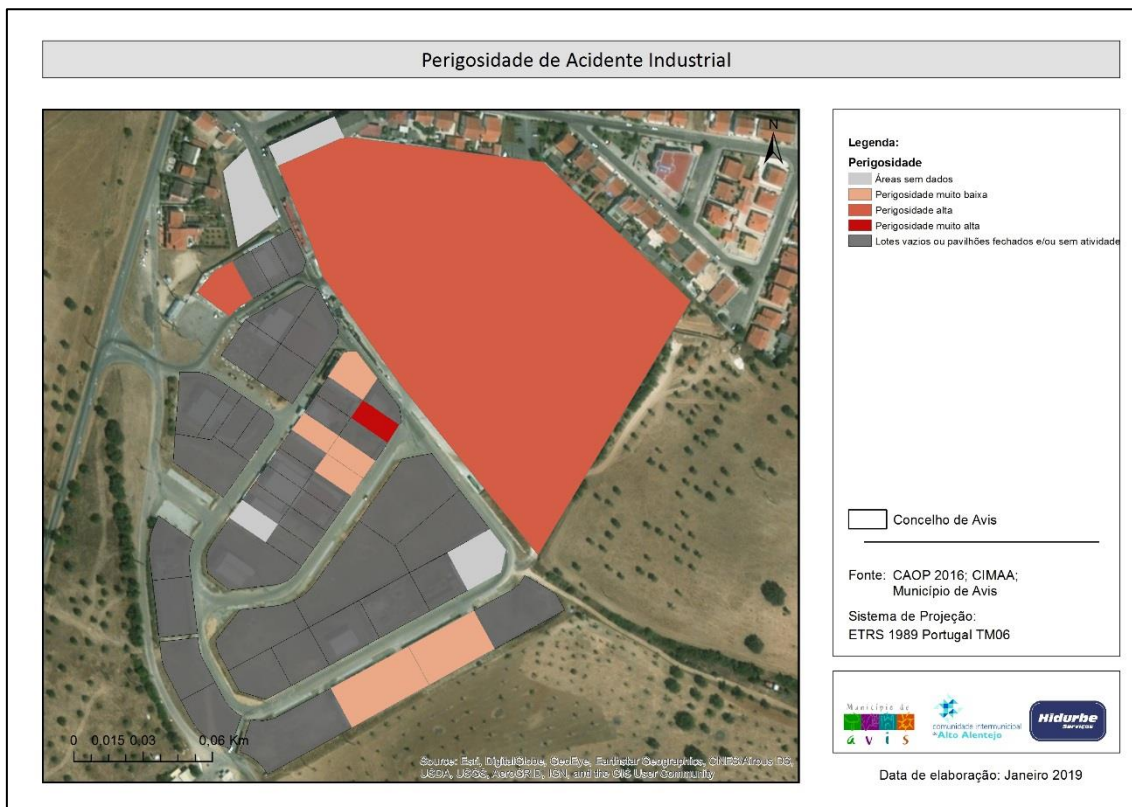 Perigosidade de Acidente Industrial
N
Legenda:
Perigosidade
Áreas sem dados
Perigosidade muito baixa
Perigosidade alta
Perigosidade muito alta
Lotes vazios ou pavilhões fechados e/ou sem atividade
Concelho de Avis
Fonte: CAOP 2016; CIMAA;
Município de Avis
Sistema de Projeção:
ETRS 1989 Portugal TM06
0 0,015 0,03 0,06 Km
Source: Esri, DigitalGlobe, GeoEye, Earthstar Geographics, CNES/Airbus DS,
USDA, USGS, AeroGRID, IGN, and the GIS User Community
Município de
avis
comunidade intermunicipal
do Alto Alentejo
Hidurbe
Serviços
Data de elaboração: Janeiro 2019